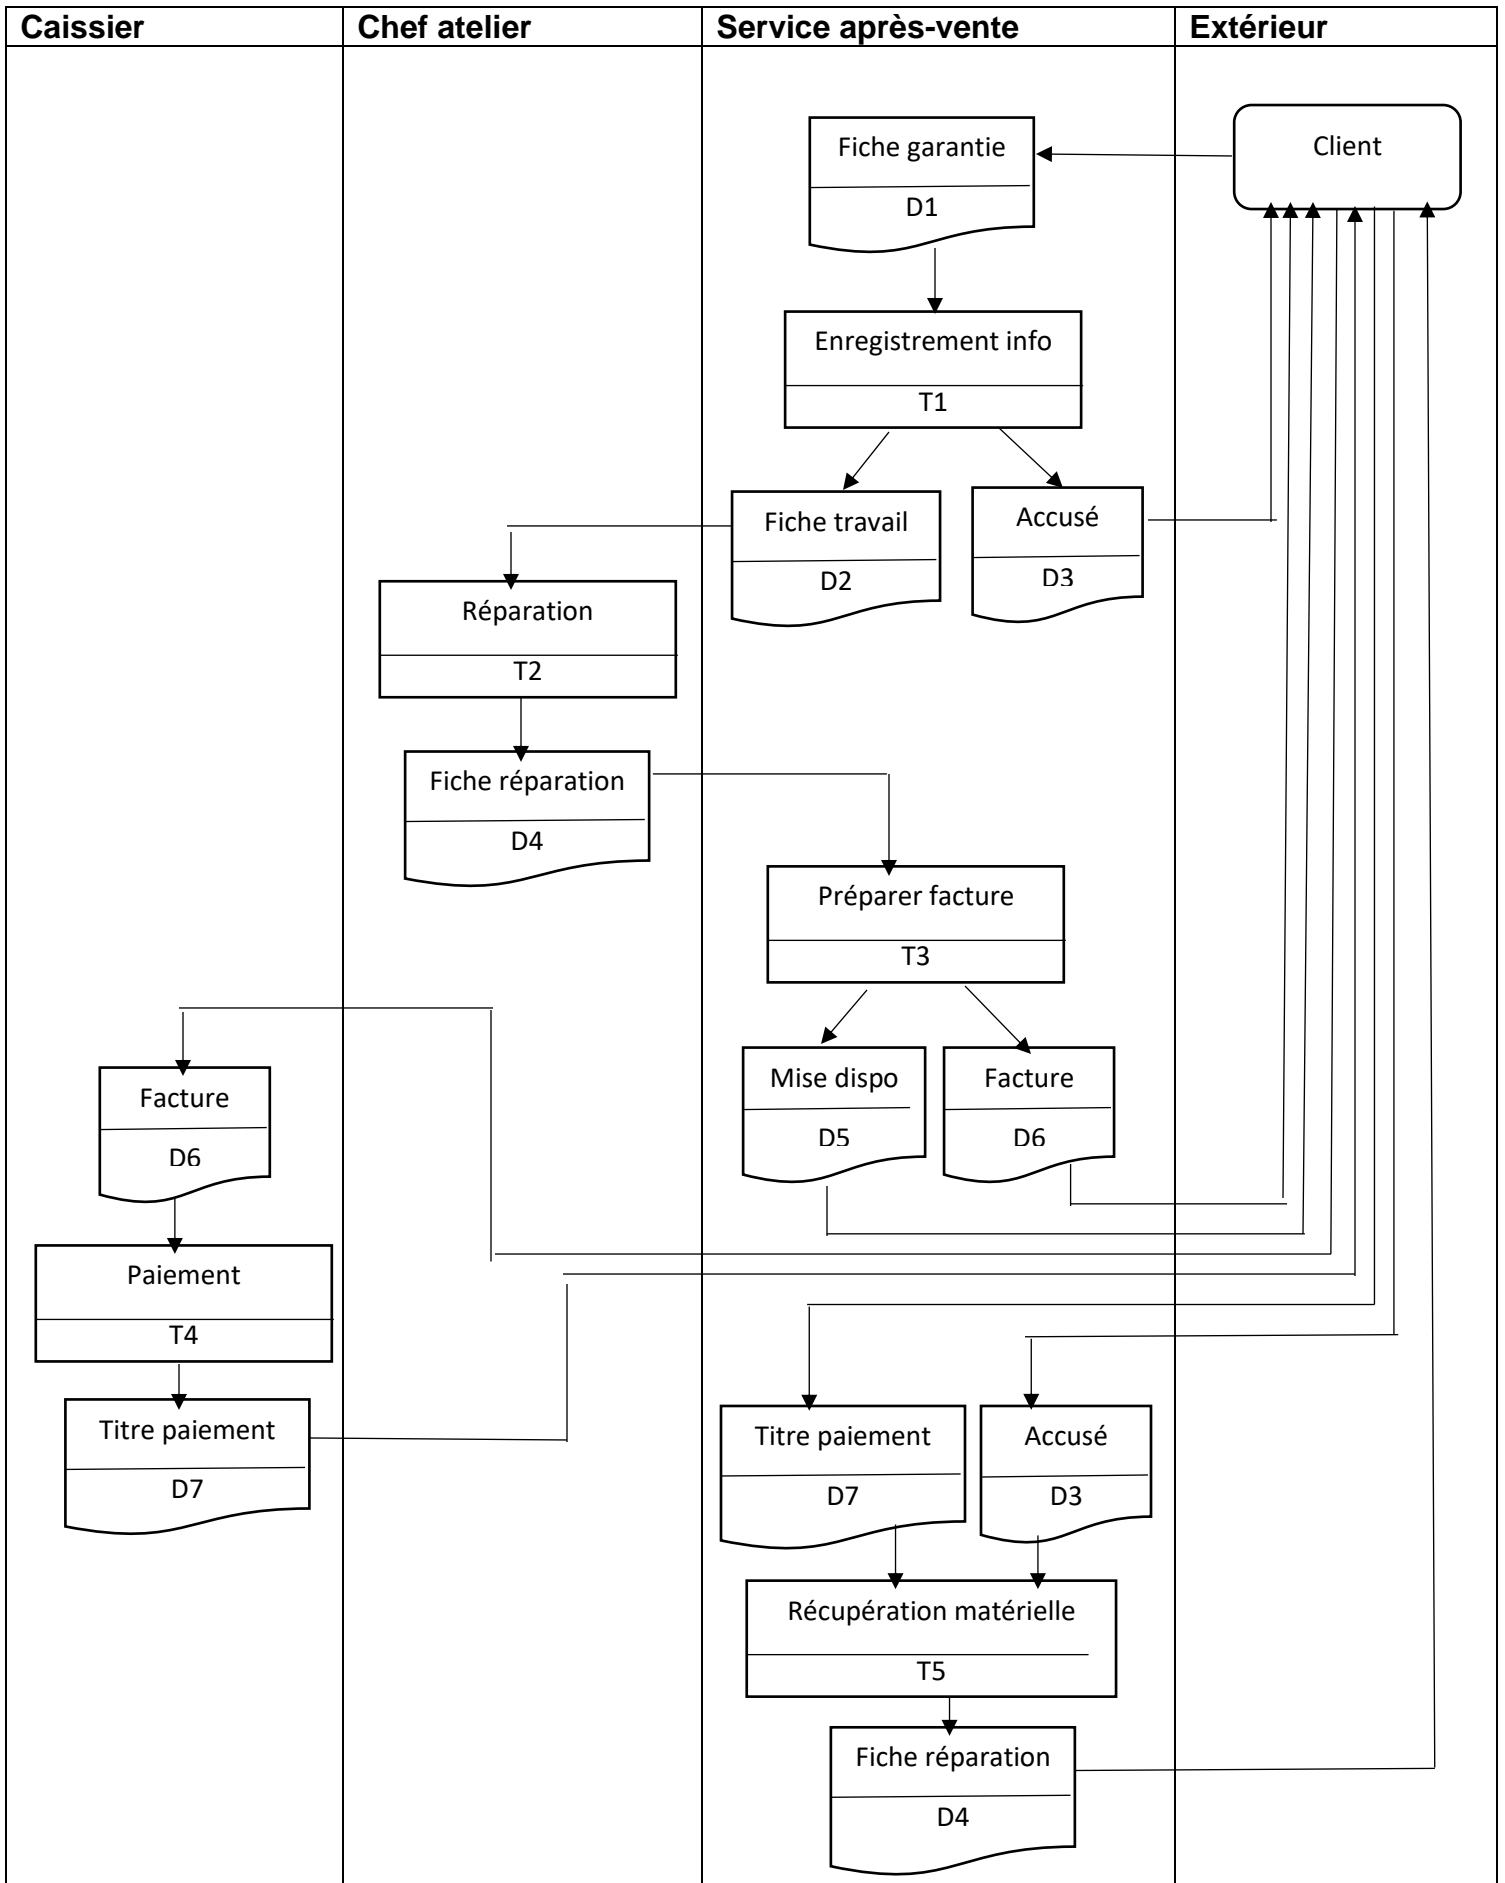 Caissier
Chef atelier
Service après-vente
Extérieur
Fiche garantie
D1
Client
Enregistrement info
T1
Fiche travail
D2
Accusé
D3
Réparation
T2
Fiche réparation
D4
Préparer facture
T3
Mise dispo
D5
Facture
D6
Facture
D6
Paiement
T4
Titre paiement
D7
Titre paiement
D7
Accusé
D3
Récupération matérielle
T5
Fiche réparation
D4